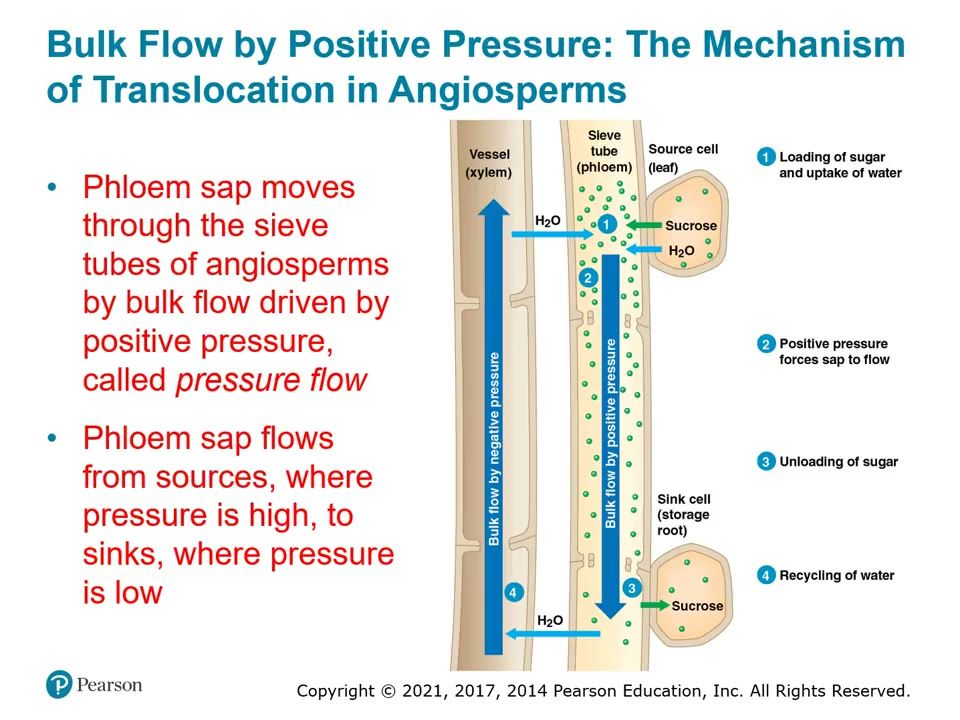 Bulk Flow by Positive Pressure: The Mechanism
of Translocation in Angiosperms
• Phloem sap moves
through the sieve
tubes of angiosperms
by bulk flow driven by
positive pressure,
called pressure flow
• Phloem sap flows
from sources, where
pressure is high, to
sinks, where pressure
is low
Vessel
(xylem)
Sieve
tube
(phloem)
Source cell
(leaf)
H₂O
1
Sucrose
H₂O
2
Bulk flow by negative pressure
Bulk flow by positive pressure
Sink cell
(storage
root)
4
3
Sucrose
H₂O
1 Loading of sugar
and uptake of water
2 Positive pressure
forces sap to flow
3 Unloading of sugar
4 Recycling of water
P Pearson
Copyright © 2021, 2017, 2014 Pearson Education, Inc. All Rights Reserved.